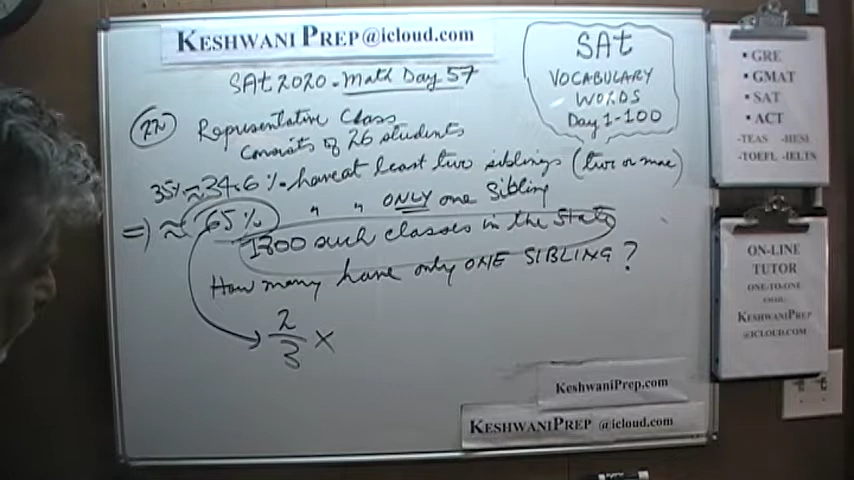 KESHWANI PREP@icloud.com
SAt 2020 - Math Day 57
22 Representative Class
consists of 26 students
35% ≈ 34.6 % have at least two siblings (two or more)
⇒ ≈ 65% " " ONLY one Sibling
1800 such classes in the State
How many have only ONE SIBLING ?
2/3 ×
SAt
VOCABULARY
WORDS
Day 1-100
▪ GRE
▪ GMAT
▪ SAT
▪ ACT
-TEAS -HESI
-TOEFL -IELTS
ON-LINE
TUTOR
ONE-TO-ONE
EMAIL:
KESHWANIPREP
@ICLOUD.COM
KESHWANIPREP.COM
KESHWANIPREP @icloud.com